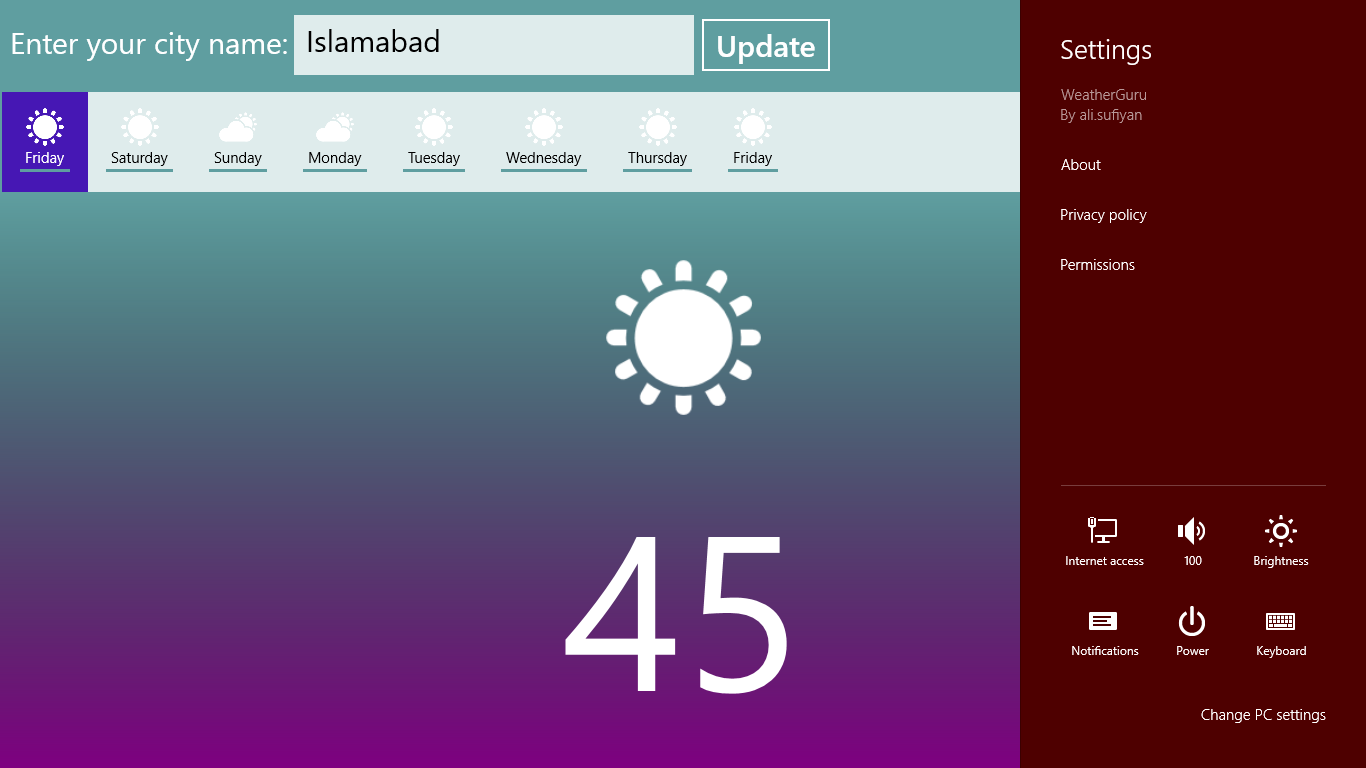 Enter your city name: Islamabad Update
Friday Saturday Sunday Monday Tuesday Wednesday Thursday Friday
45
Settings
WeatherGuru
By ali.sufiyan
About
Privacy policy
Permissions
Internet access 100 Brightness
Notifications Power Keyboard
Change PC settings